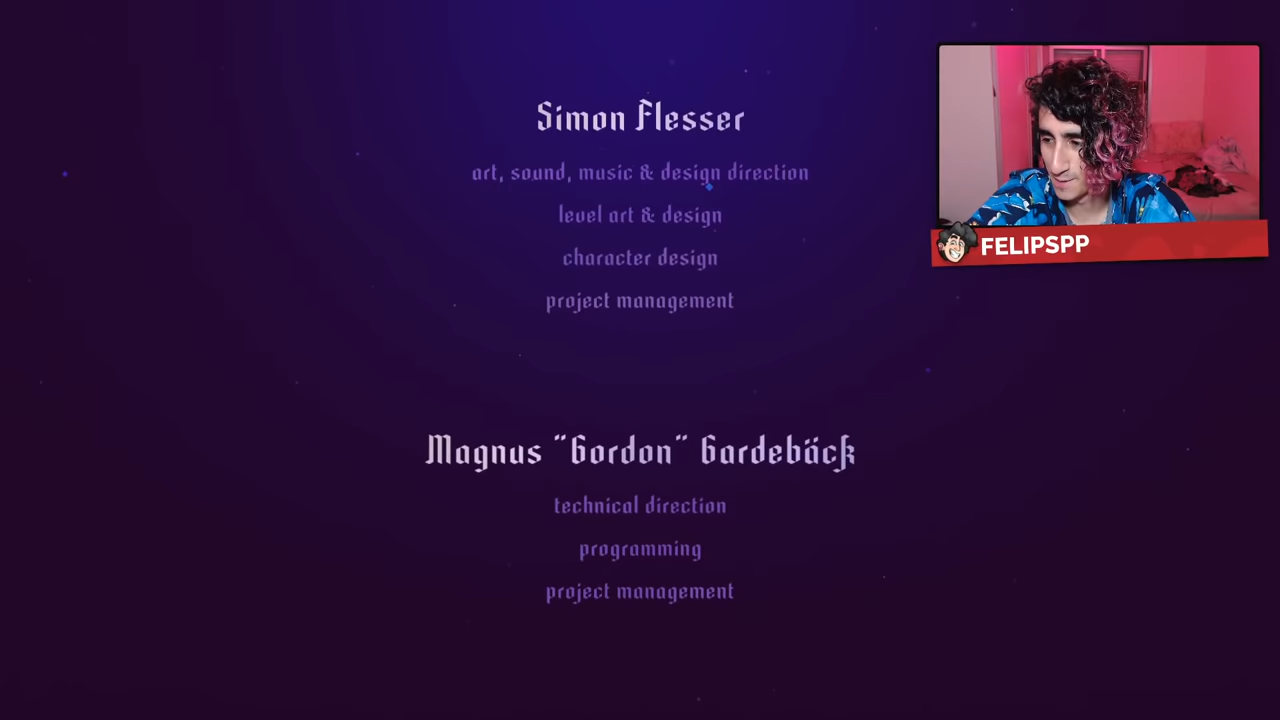 Simon Flesser
art, sound, music & design direction
level art & design
character design
project management
FELIPSPP
Magnus "Gordon" Gardebäck
technical direction
programming
project management